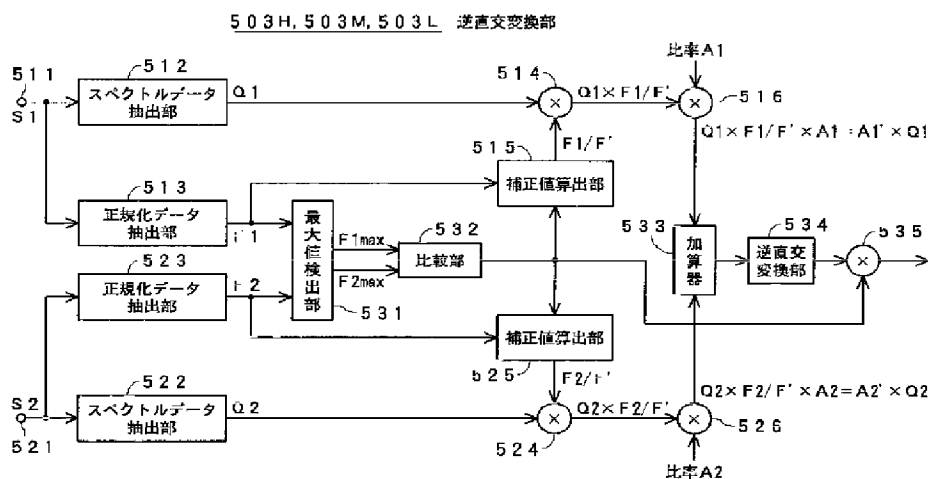 503H, 503M, 503L 逆直交変換部
比率A1
511
512
514
スペクトルデータ
抽出部
Q1
×
Q1×F1/F'
×
516
S1
F1/F'
Q1×F1/F'×A1=A1'×Q1
515
補正値算出部
513
正規化データ
抽出部
F1
最大値検出部
F1max
532
比較部
F2max
531
533
加算器
534
逆直交
変換部
535
×
523
正規化データ
抽出部
F2
補正値算出部
525
F2/F'
522
S2
スペクトルデータ
抽出部
Q2
×
Q2×F2/F'
×
Q2×F2/F'×A2=A2'×Q2
521
524
526
比率A2